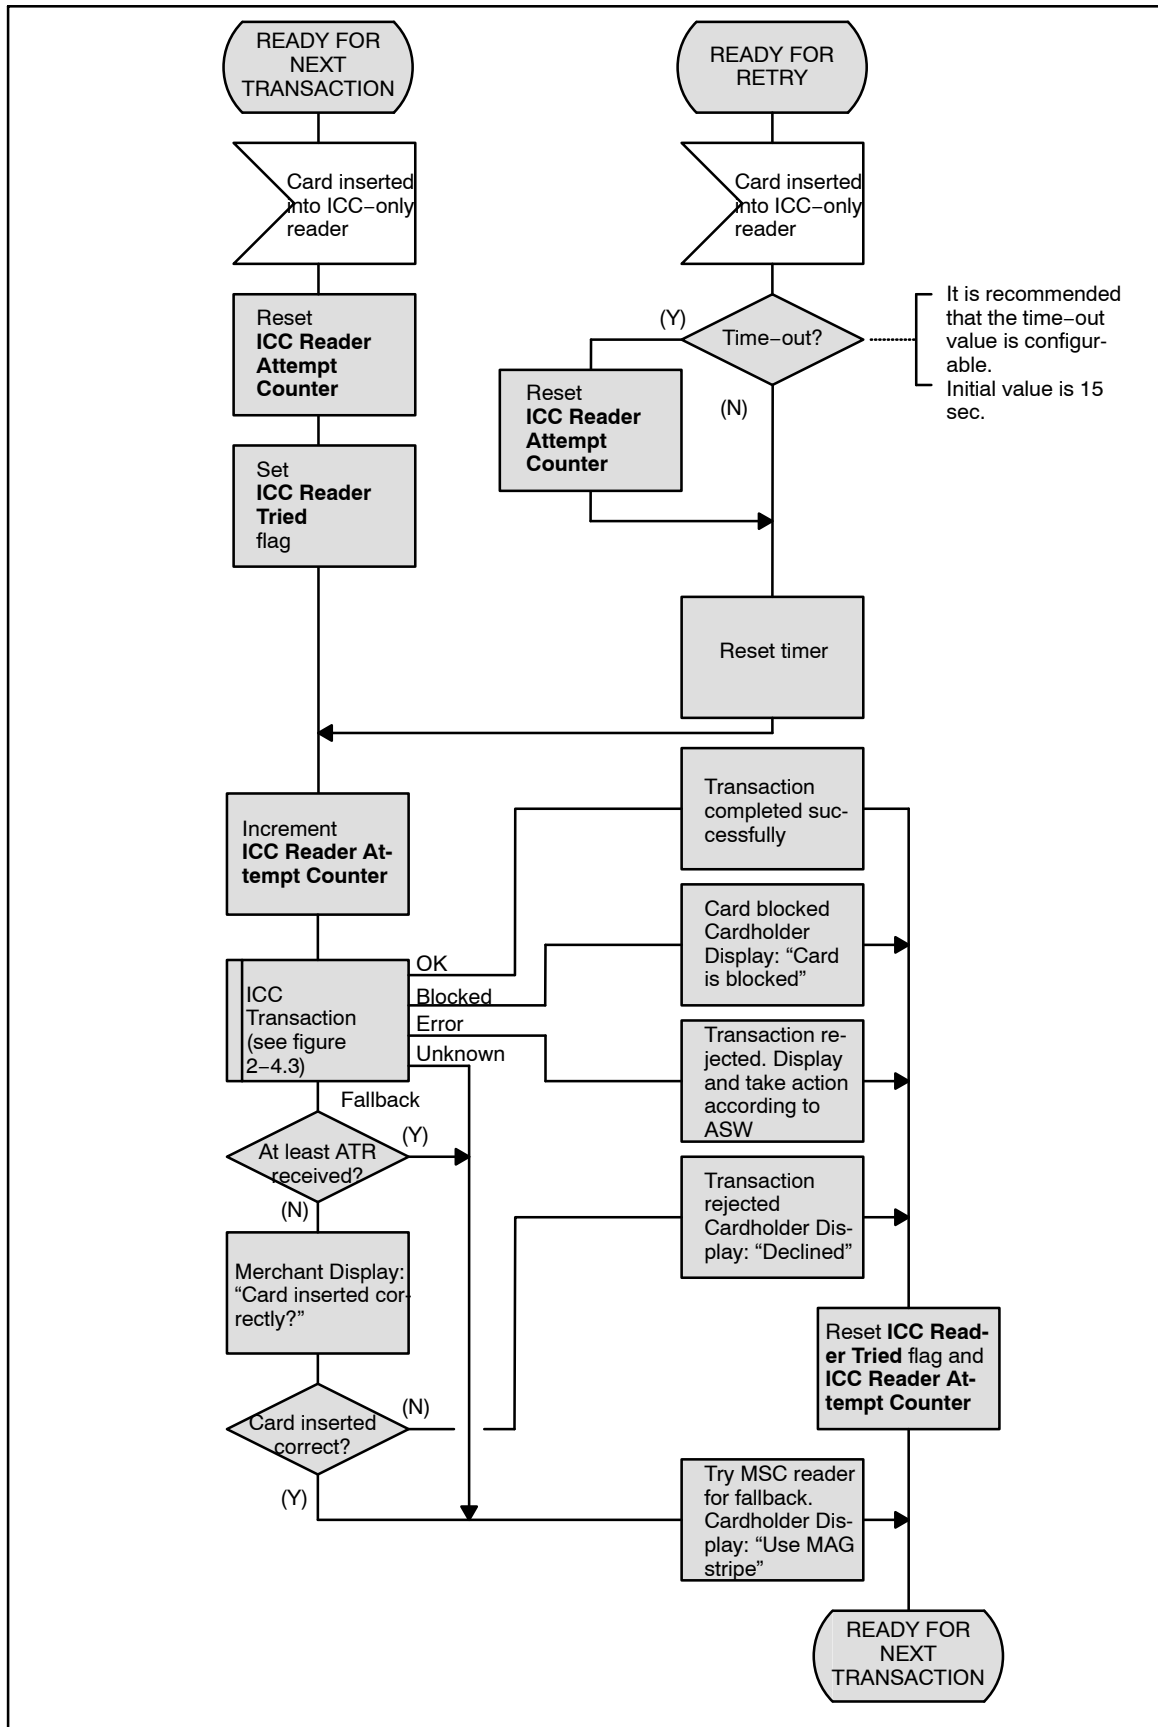 READY FOR
NEXT
TRANSACTION
READY FOR
RETRY
Card inserted
into ICC−only
reader
Card inserted
into ICC−only
reader
Reset
ICC Reader
Attempt
Counter
(Y)
Time−out?
(N)
It is recommended
that the time−out
value is configur-
able.
Initial value is 15
sec.
Reset
ICC Reader
Attempt
Counter
Set
ICC Reader
Tried
flag
Reset timer
Increment
ICC Reader At-
tempt Counter
Transaction
completed suc-
cessfully
Card blocked
Cardholder
Display: “Card
is blocked”
ICC
Transaction
(see figure
2−4.3)
OK
Blocked
Error
Unknown
Fallback
Transaction re-
jected. Display
and take action
according to
ASW
At least ATR
received?
(Y)
(N)
Transaction
rejected
Cardholder Dis-
play: “Declined”
Merchant Display:
“Card inserted cor-
rectly?”
Reset ICC Read-
er Tried flag and
ICC Reader At-
tempt Counter
Card inserted
correct?
(N)
(Y)
Try MSC reader
for fallback.
Cardholder Dis-
play: “Use MAG
stripe”
READY FOR
NEXT
TRANSACTION